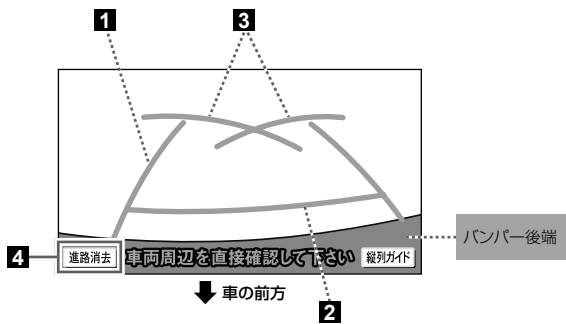 1
3
4
進路消去
車両周辺を直接確認して下さい
縦列ガイド
バンパー後端
車の前方
2